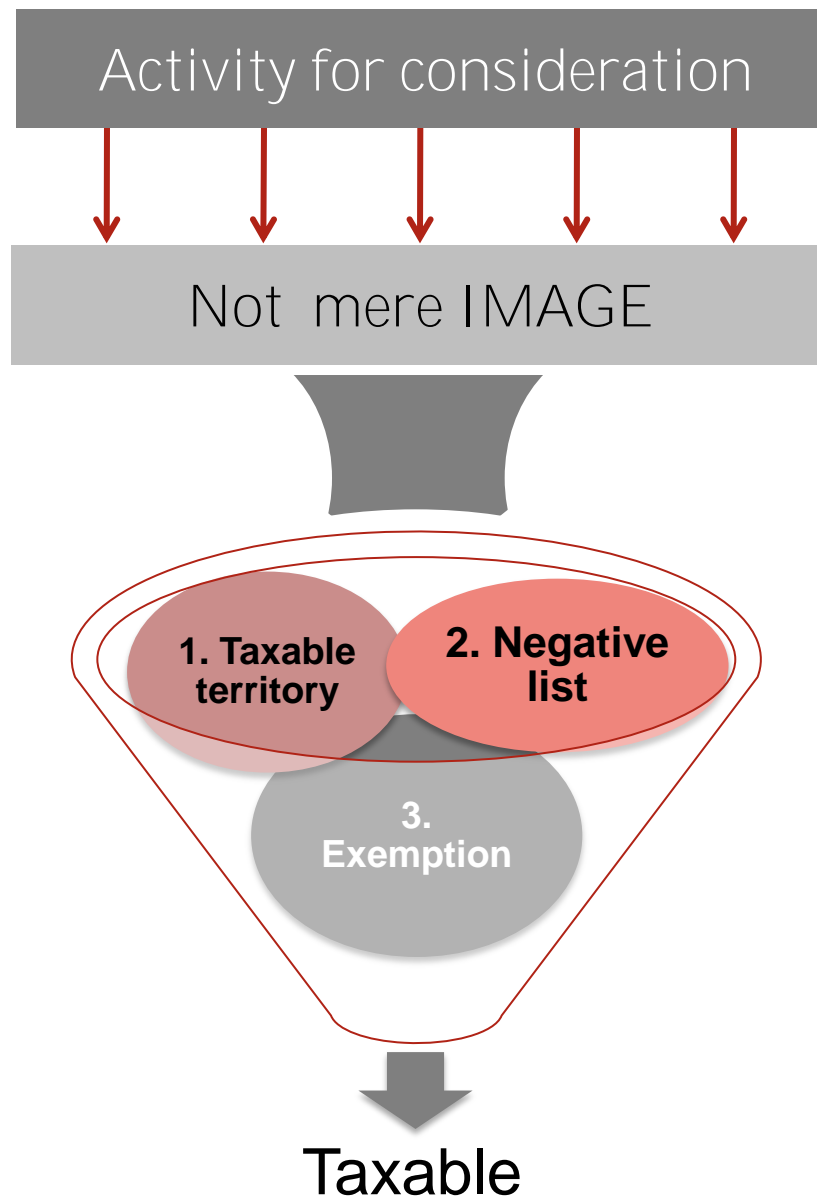 Activity for consideration
Not mere IMAGE
1. Taxable
territory
2. Negative
list
3.
Exemption
Taxable